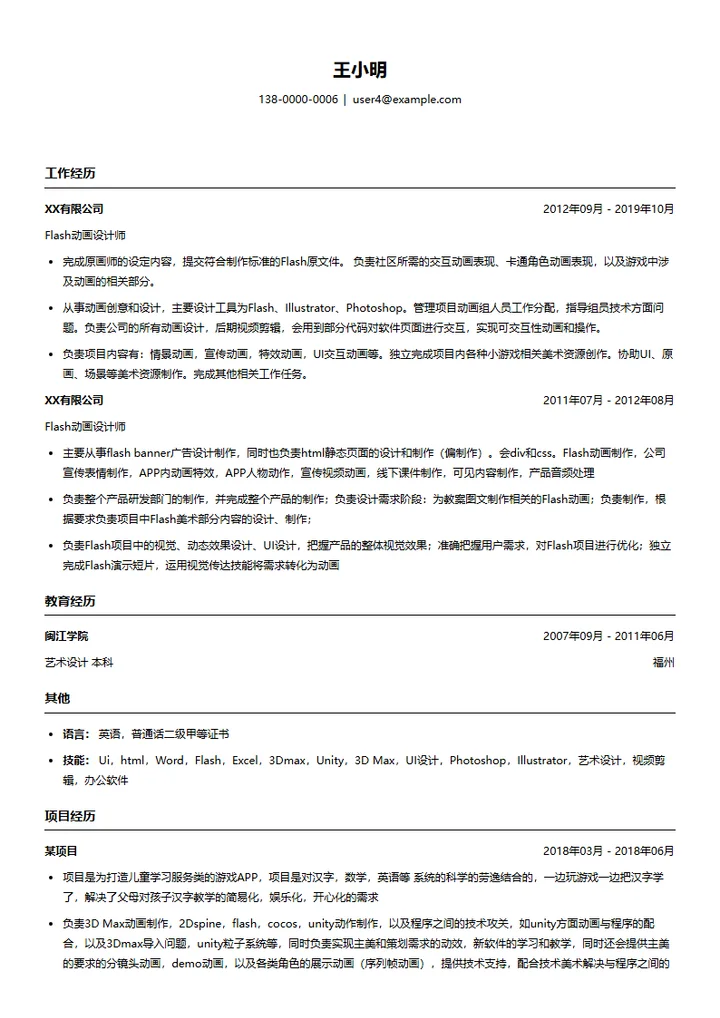 王小明
138-0000-0006 | user4@example.com
工作经历
XX有限公司 2012年09月 - 2019年10月
Flash动画设计师
• 完成原画师的设定内容，提交符合制作标准的Flash原文件。 负责社区所需的交互动画表现、卡通角色动画表现，以及游戏中涉
及动画的相关部分。
• 从事动画创意和设计，主要设计工具为Flash、Illustrator、Photoshop。管理项目动画组人员工作分配，指导组员技术方面问
题。负责公司的所有动画设计，后期视频剪辑，会用到部分代码对软件页面进行交互，实现可交互性动画和操作。
• 负责项目内容有：情景动画，宣传动画，特效动画，UI交互动画等。独立完成项目内各种小游戏相关美术资源创作。协助UI、原
画、场景等美术资源制作。完成其他相关工作任务。
XX有限公司 2011年07月 - 2012年08月
Flash动画设计师
• 主要从事flash banner广告设计制作，同时也负责html静态页面的设计和制作（偏制作）。会div和css。Flash动画制作，公司
宣传表情制作，APP内动画特效，APP人物动作，宣传视频动画，线下课件制作，可见内容制作，产品音频处理
• 负责整个产品研发部门的制作，并完成整个产品的制作；负责设计需求阶段：为教案图文制作相关的Flash动画；负责制作，根
据要求负责项目中Flash美术部分内容的设计、制作；
• 负责Flash项目中的视觉、动态效果设计、UI设计，把握产品的整体视觉效果；准确把握用户需求，对Flash项目进行优化；独立
完成Flash演示短片，运用视觉传达技能将需求转化为动画
教育经历
闽江学院 2007年09月 - 2011年06月
艺术设计 本科 福州
其他
• 语言： 英语，普通话二级甲等证书
• 技能： Ui，html，Word，Flash，Excel，3Dmax，Unity，3D Max，UI设计，Photoshop，Illustrator，艺术设计，视频剪
辑，办公软件
项目经历
某项目 2018年03月 - 2018年06月
• 项目是为打造儿童学习服务类的游戏APP，项目是对汉字，数学，英语等 系统的科学的劳逸结合的，一边玩游戏一边把汉字学
了，解决了父母对孩子汉字教学的简易化，娱乐化，开心化的需求
• 负责3D Max动画制作，2Dspine，flash，cocos，unity动作制作，以及程序之间的技术攻关，如unity方面动画与程序的配
合，以及3Dmax导入问题，unity粒子系统等，同时负责实现主美和策划需求的动效，新软件的学习和教学，同时还会提供主美
的要求的分镜头动画，demo动画，以及各类角色的展示动画（序列帧动画），提供技术支持，配合技术美术解决与程序之间的